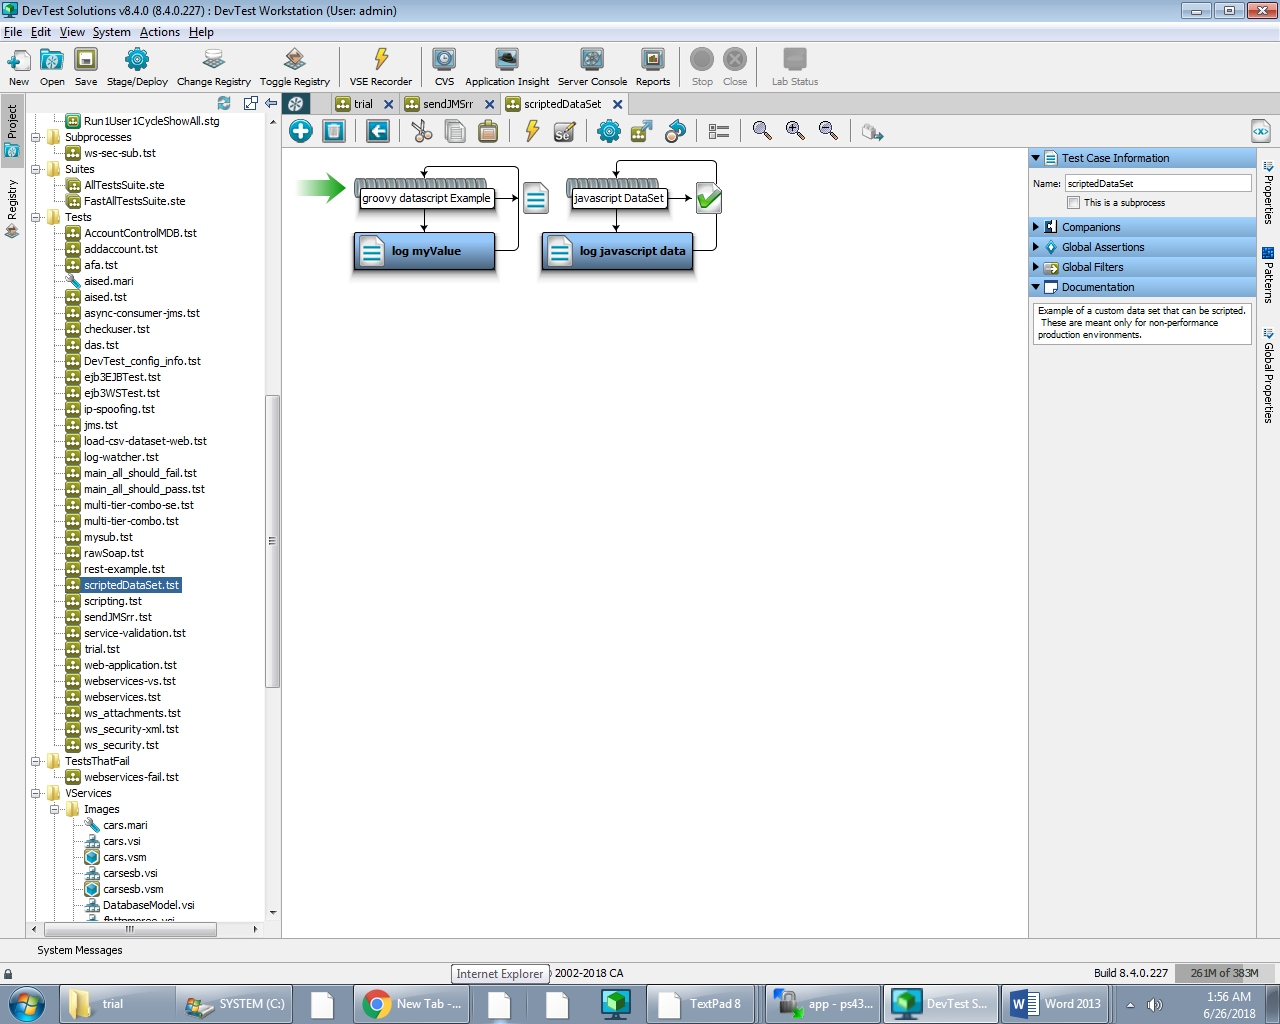 DevTest Solutions v8.4.0 (8.4.0.227) : DevTest Workstation (User: admin)
File Edit View System Actions Help
New Open Save Stage/Deploy Change Registry Toggle Registry VSE Recorder CVS Application Insight Server Console Reports Stop Close Lab Status
Project
Registry
trial sendJMSrr scriptedDataSet
Run1User1CycleShowAll.stg
Subprocesses
ws-sec-sub.tst
Suites
AllTestsSuite.ste
FastAllTestsSuite.ste
Tests
AccountControlMDB.tst
addaccount.tst
afa.tst
aised.mari
aised.tst
async-consumer-jms.tst
checkuser.tst
das.tst
DevTest_config_info.tst
ejb3EJBTest.tst
ejb3WSTest.tst
ip-spoofing.tst
jms.tst
load-csv-dataset-web.tst
log-watcher.tst
main_all_should_fail.tst
main_all_should_pass.tst
multi-tier-combo-se.tst
multi-tier-combo.tst
mysub.tst
rawSoap.tst
rest-example.tst
scriptedDataSet.tst
scripting.tst
sendJMSrr.tst
service-validation.tst
trial.tst
web-application.tst
webservices-vs.tst
webservices.tst
ws_attachments.tst
ws_security-xml.tst
ws_security.tst
TestsThatFail
webservices-fail.tst
VServices
Images
cars.mari
cars.vsi
cars.vsm
carsesb.vsi
carsesb.vsm
DatabaseModel.vsi
Se
groovy datascript Example
log myValue
javascript DataSet
log javascript data
Test Case Information
Name: scriptedDataSet
This is a subprocess
Companions
Global Assertions
Global Filters
Documentation
Example of a custom data set that can be scripted.
These are meant only for non-performance
production environments.
Properties
Patterns
Global Properties
System Messages
Internet Explorer
2002-2018 CA
Build 8.4.0.227
261M of 383M
trial SYSTEM (C:) New Tab -... TextPad 8 app - ps43... DevTest S... Word 2013
1:56 AM
6/26/2018